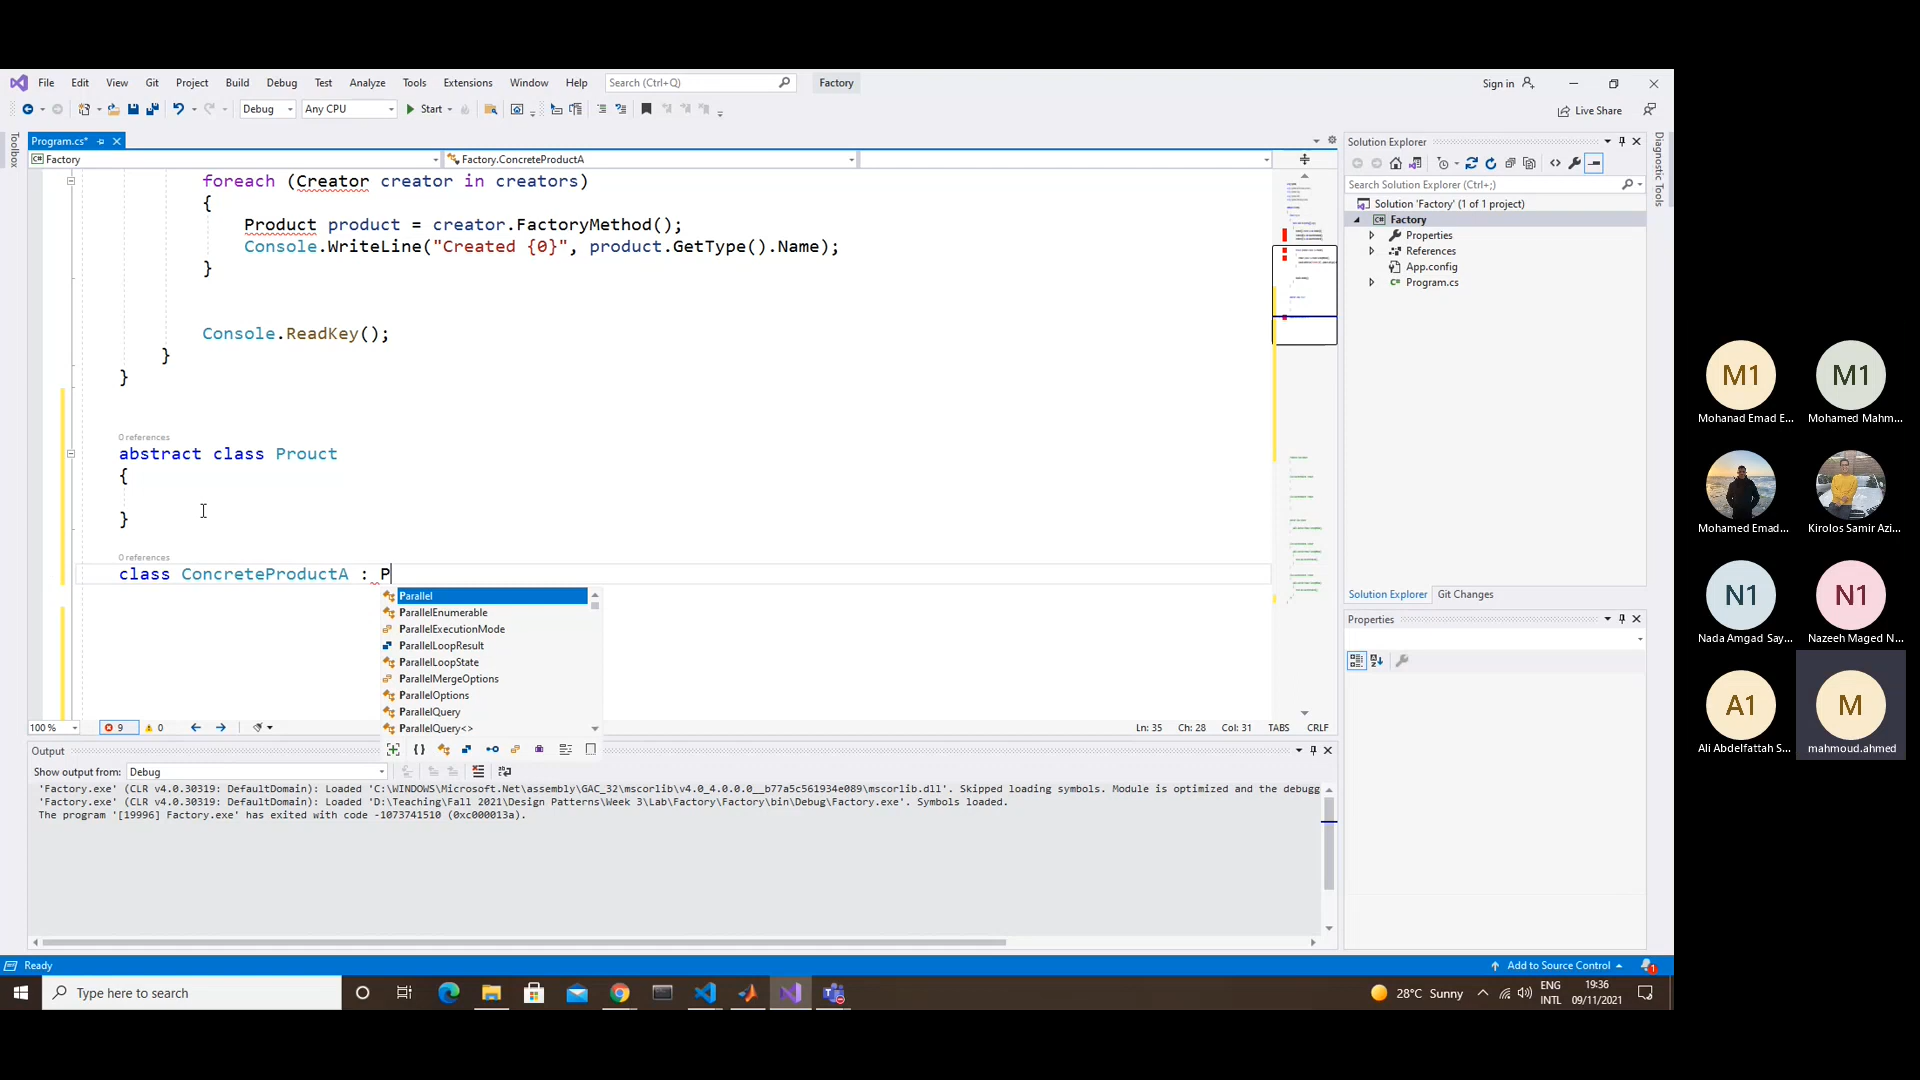 File Edit View Git Project Build Debug Test Analyze Tools Extensions Window Help Search (Ctrl+Q) Factory Sign in
Debug Any CPU Start Live Share
Toolbox
Program.cs*
Factory Factory.ConcreteProductA
foreach (Creator creator in creators)
{
Product product = creator.FactoryMethod();
Console.WriteLine("Created {0}", product.GetType().Name);
}
Console.ReadKey();
}
}
0 references
abstract class Prouct
{
}
0 references
class ConcreteProductA : P
Parallel
ParallelEnumerable
ParallelExecutionMode
ParallelLoopResult
ParallelLoopState
ParallelMergeOptions
ParallelOptions
ParallelQuery
ParallelQuery<>
100 % 9 0 Ln: 35 Ch: 28 Col: 31 TABS CRLF
Output
Show output from: Debug
'Factory.exe' (CLR v4.0.30319: DefaultDomain): Loaded 'C:\WINDOWS\Microsoft.Net\assembly\GAC_32\mscorlib\v4.0_4.0.0.0__b77a5c561934e089\mscorlib.dll'. Skipped loading symbols. Module is optimized and the debugg
'Factory.exe' (CLR v4.0.30319: DefaultDomain): Loaded 'D:\Teaching\Fall 2021\Design Patterns\Week 3\Lab\Factory\Factory\bin\Debug\Factory.exe'. Symbols loaded.
The program '[19996] Factory.exe' has exited with code -1073741510 (0xc000013a).
Solution Explorer
Search Solution Explorer (Ctrl+;)
Solution 'Factory' (1 of 1 project)
Factory
Properties
References
App.config
Program.cs
Solution Explorer Git Changes
Properties
Diagnostic Tools
Ready Add to Source Control 1
Type here to search
28°C Sunny
ENG
INTL
19:36
09/11/2021
M1 M1
Mohanad Emad E... Mohamed Mahm...
Mohamed Emad... Kirolos Samir Azi...
N1 N1
Nada Amgad Say... Nazeeh Maged N...
A1 M
Ali Abdelfattah S... mahmoud.ahmed